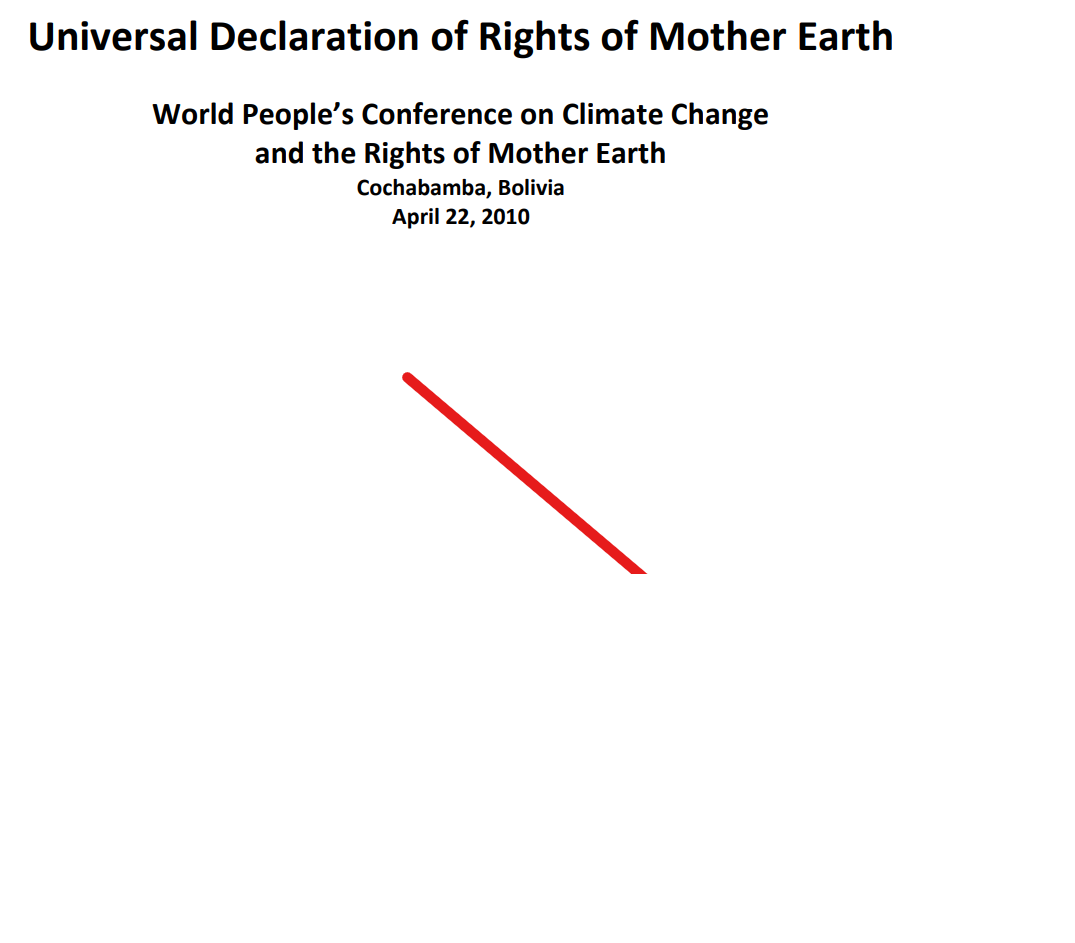 Universal Declaration of Rights of Mother Earth
World People’s Conference on Climate Change
and the Rights of Mother Earth
Cochabamba, Bolivia
April 22, 2010